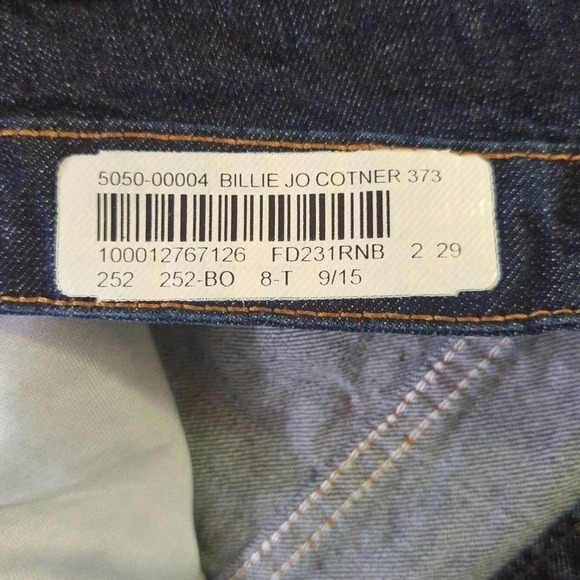 5050-00004 BILLIE JO COTNER 373
100012767126 FD231RNB 2 29
252 252-BO 8-T 9/15